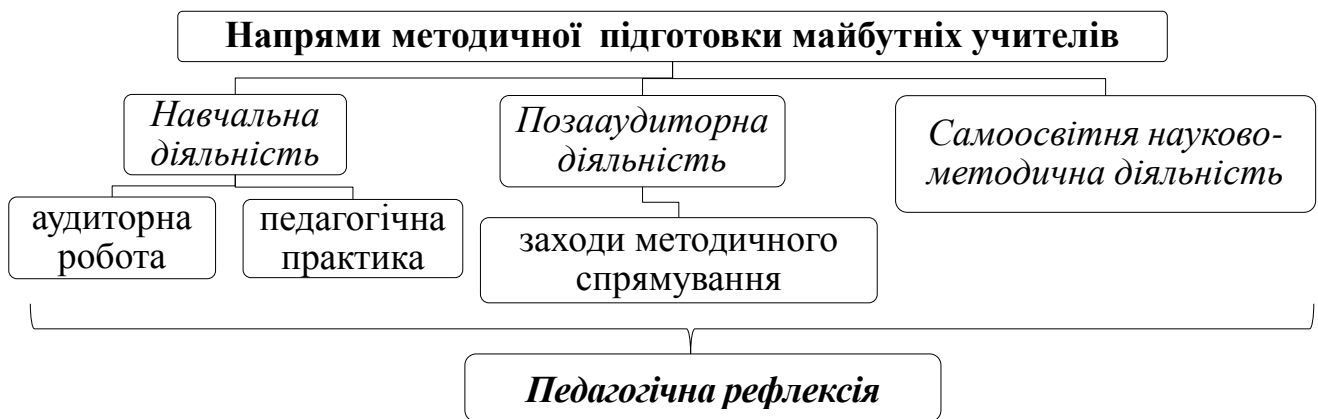 Напрями методичної підготовки майбутніх учителів
Навчальна
діяльність
Позааудиторна
діяльність
Самоосвітня науково-
методична діяльність
аудиторна
робота
педагогічна
практика
заходи методичного
спрямування
Педагогічна рефлексія